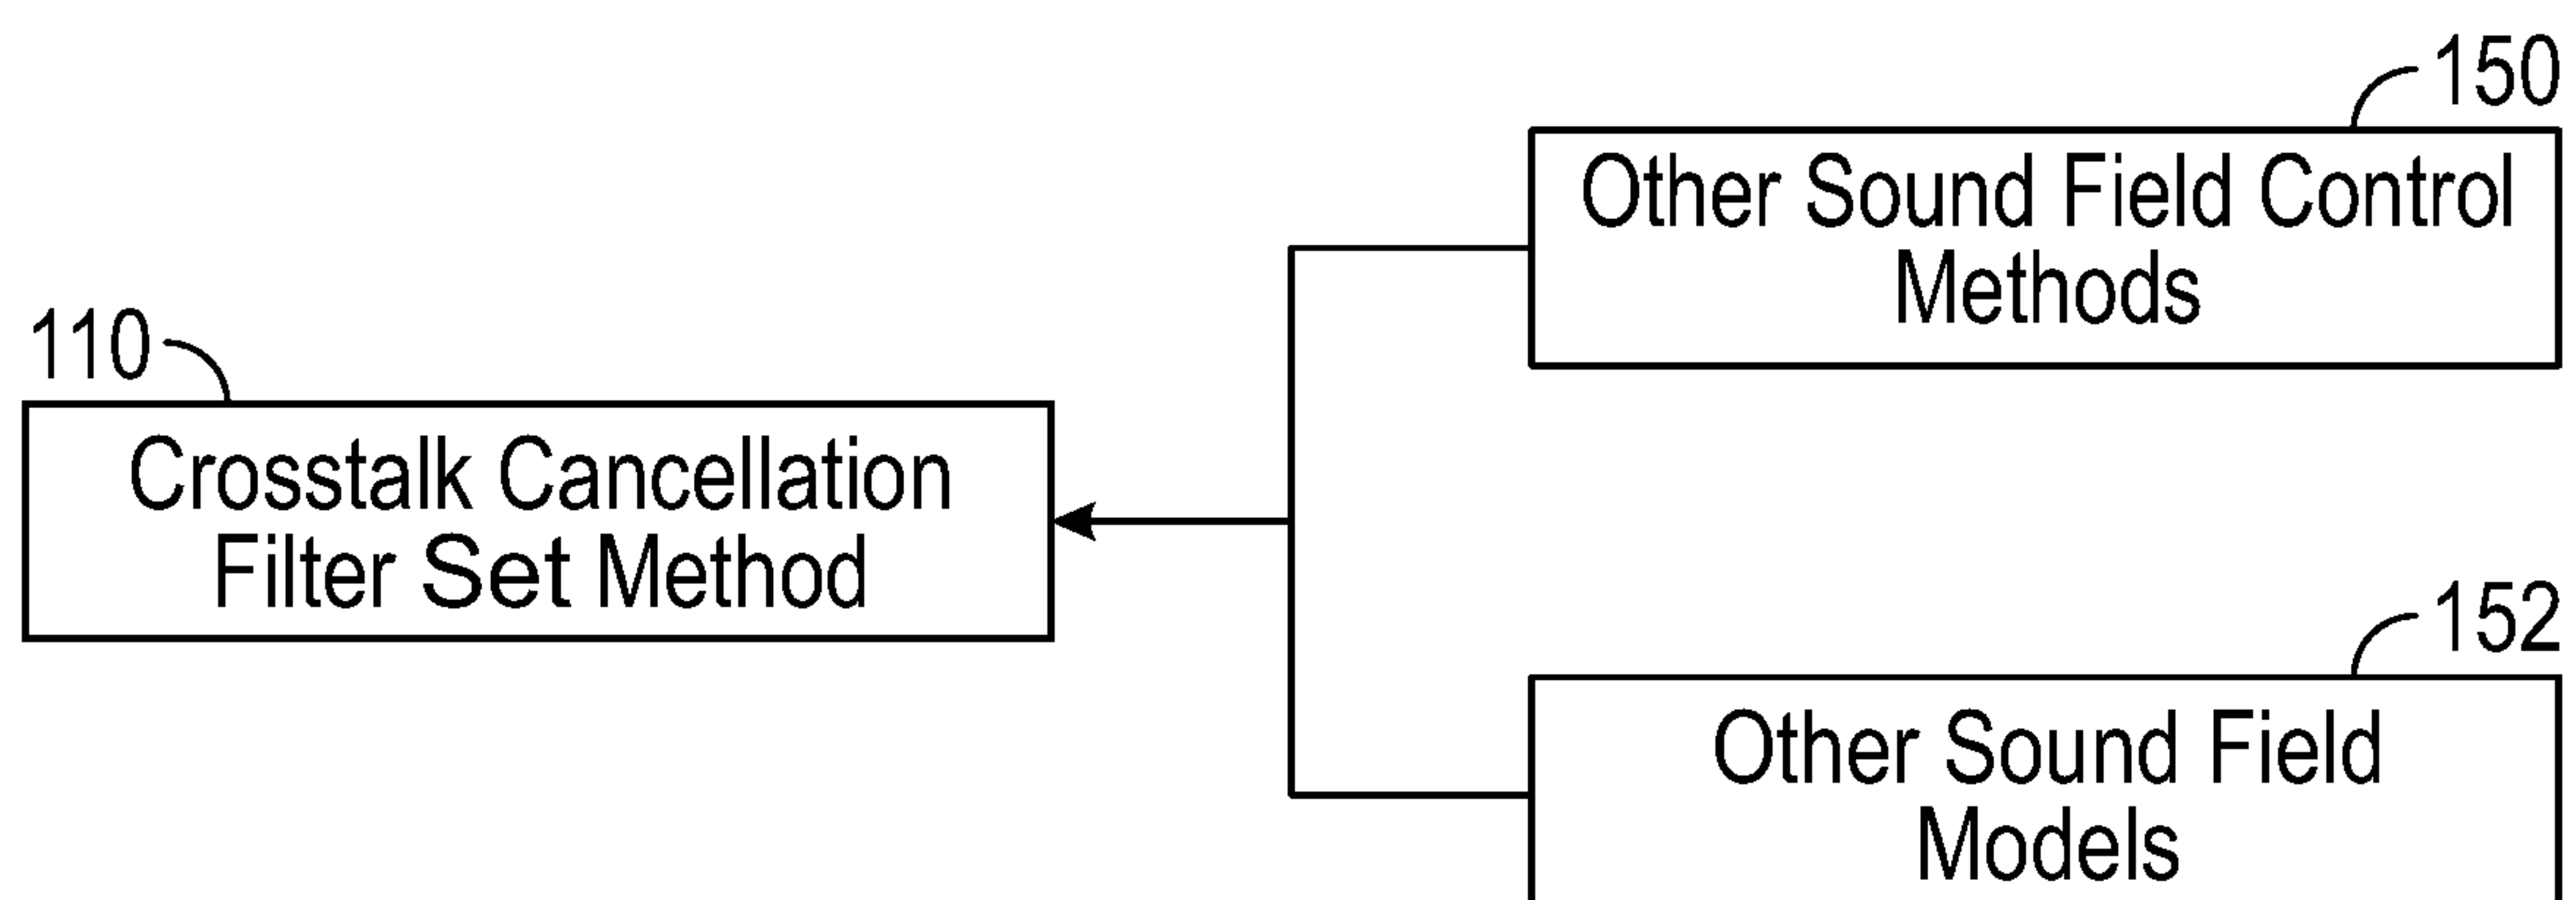 150
Other Sound Field Control
Methods
110
Crosstalk Cancellation
Filter Set Method
152
Other Sound Field
Models